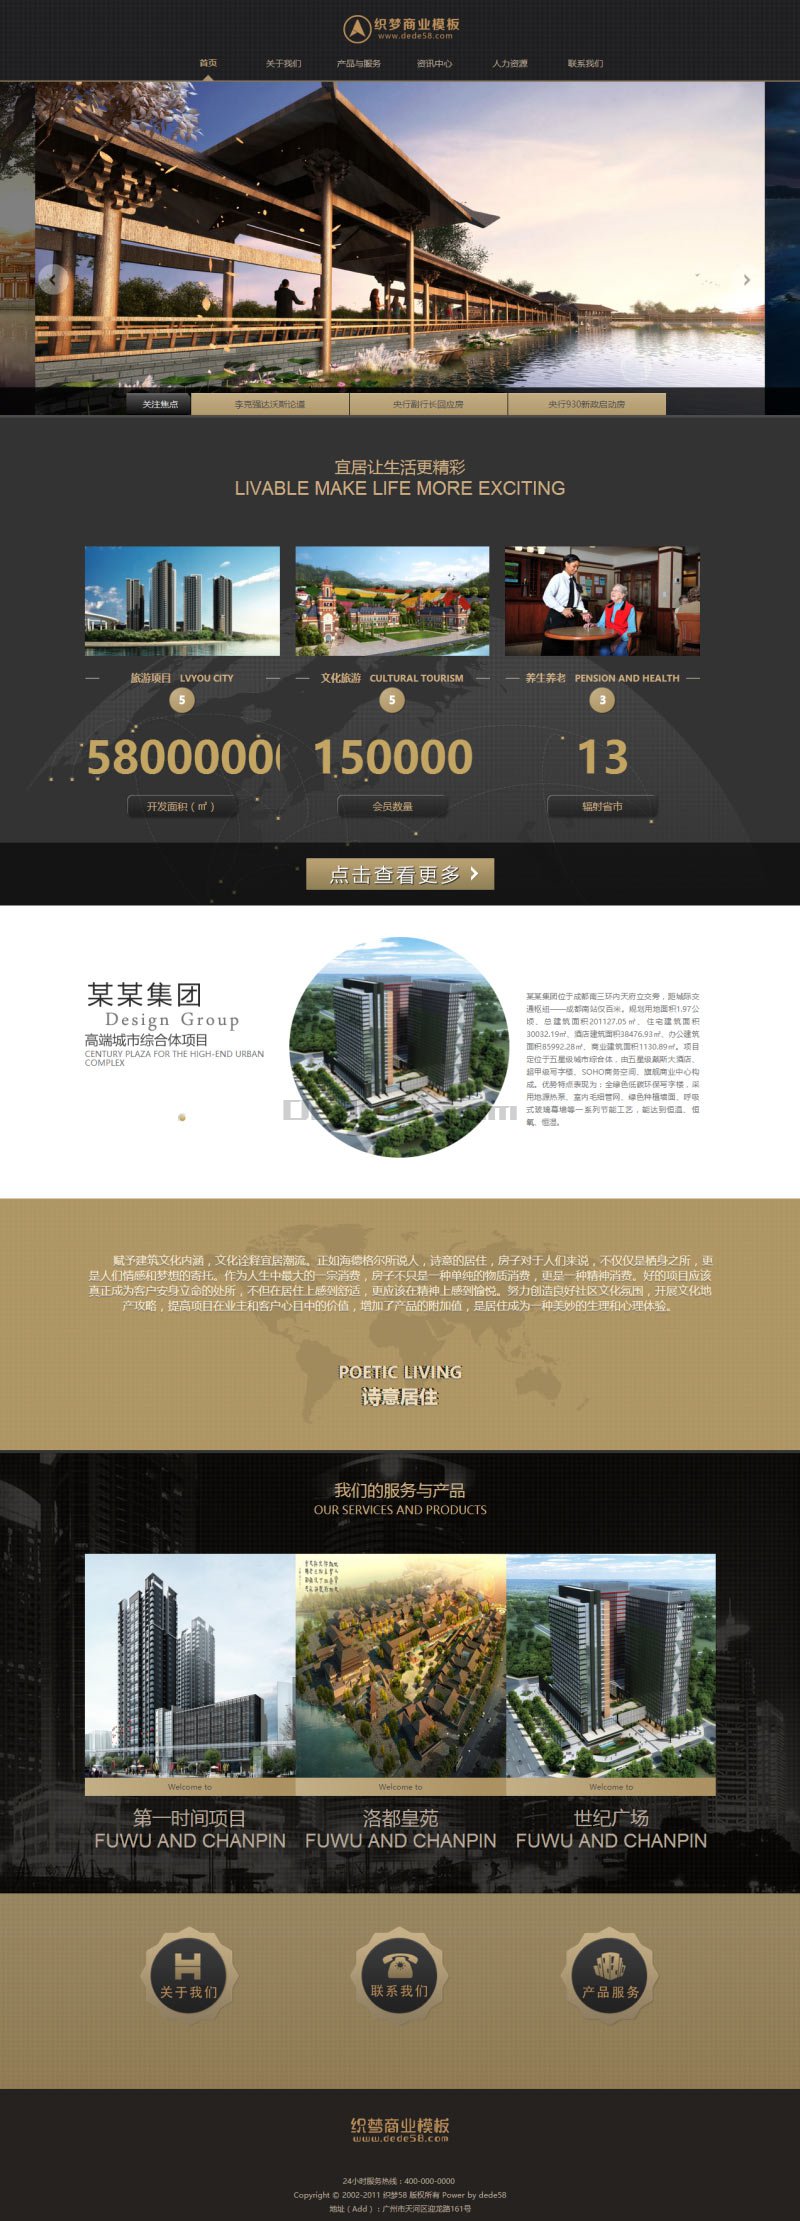 织梦商业模板
www.dede58.com
首页 关于我们 产品与服务 资讯中心 人力资源 联系我们
关注焦点 李克强达沃斯论道 央行副行长回应房 央行930新政启动房
宜居让生活更精彩
LIVABLE MAKE LIFE MORE EXCITING
旅游项目 LVYOU CITY
5
5800000
开发面积（㎡）
文化旅游 CULTURAL TOURISM
5
150000
会员数量
养生养老 PENSION AND HEALTH
3
13
辐射省市
点击查看更多
某某集团
Design Group
高端城市综合体项目
CENTURY PLAZA FOR THE HIGH-END URBAN
COMPLEX
某某集团位于成都南三环内天府立交旁，距城际交
通枢纽——成都南站仅百米。规划用地面积1.97公
顷、总建筑面积201127.05㎡、住宅建筑面积
30032.19㎡、酒店建筑面积38476.93㎡、办公建筑
面积85992.28㎡、商业建筑面积1130.89㎡。项目
定位于五星级城市综合体，由五星级戴斯大酒店、
超甲级写字楼、SOHO商务空间、旗舰商业中心构
成。优势特点表现为：全绿色低碳环保写字楼，采
用地源热泵、室内毛细管网、绿色种植墙面、呼吸
式玻璃幕墙等一系列节能工艺，能达到恒温、恒
氧、恒湿。
赋予建筑文化内涵，文化诠释宜居潮流。正如海德格尔所说人，诗意的居住，房子对于人们来说，不仅仅是栖身之所，更
是人们情感和梦想的寄托。作为人生中最大的一宗消费，房子不只是一种单纯的物质消费，更是一种精神消费。好的项目应该
真正成为客户安身立命的处所，不但在居住上感到舒适，更应该在精神上感到愉悦。努力创造良好社区文化氛围，开展文化地
产攻略，提高项目在业主和客户心目中的价值，增加了产品的附加值，是居住成为一种美妙的生理和心理体验。
POETIC LIVING
诗意居住
我们的服务与产品
OUR SERVICES AND PRODUCTS
Welcome to
第一时间项目
FUWU AND CHANPIN
Welcome to
洛都皇苑
FUWU AND CHANPIN
Welcome to
世纪广场
FUWU AND CHANPIN
关于我们
联系我们
产品服务
织梦商业模板
www.dede58.com
24小时服务热线：400-000-0000
Copyright © 2002-2011 织梦58 版权所有 Power by dede58
地址（Add）：广州市天河区迎龙路161号